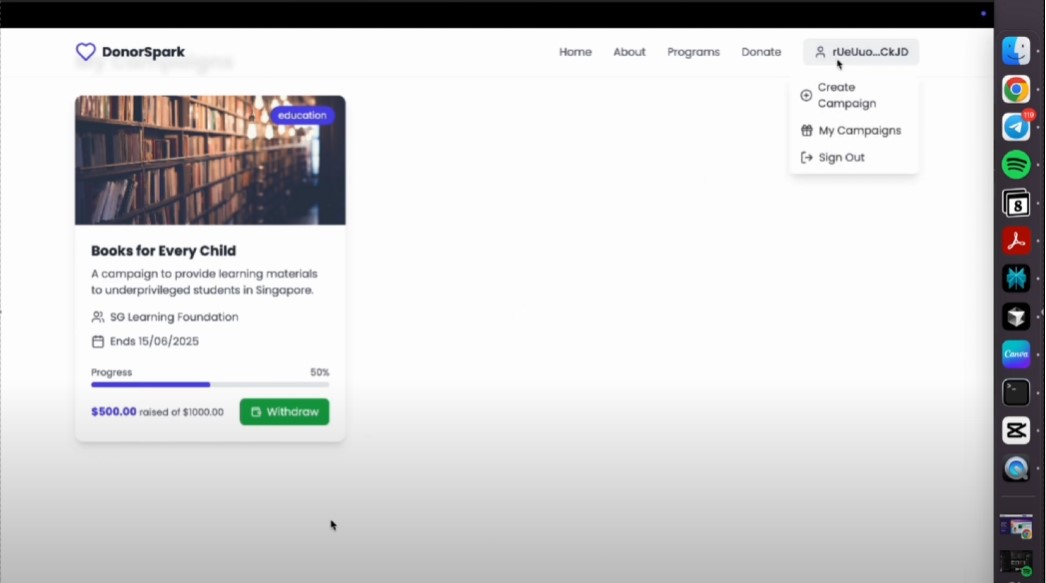 DonorSpark
Home About Programs Donate rUeUuo...CkJD
My Campaigns
Create
Campaign
My Campaigns
Sign Out
education
Books for Every Child
A campaign to provide learning materials
to underprivileged students in Singapore.
SG Learning Foundation
Ends 15/06/2025
Progress 50%
$500.00 raised of $1000.00 Withdraw
119
8
Canva